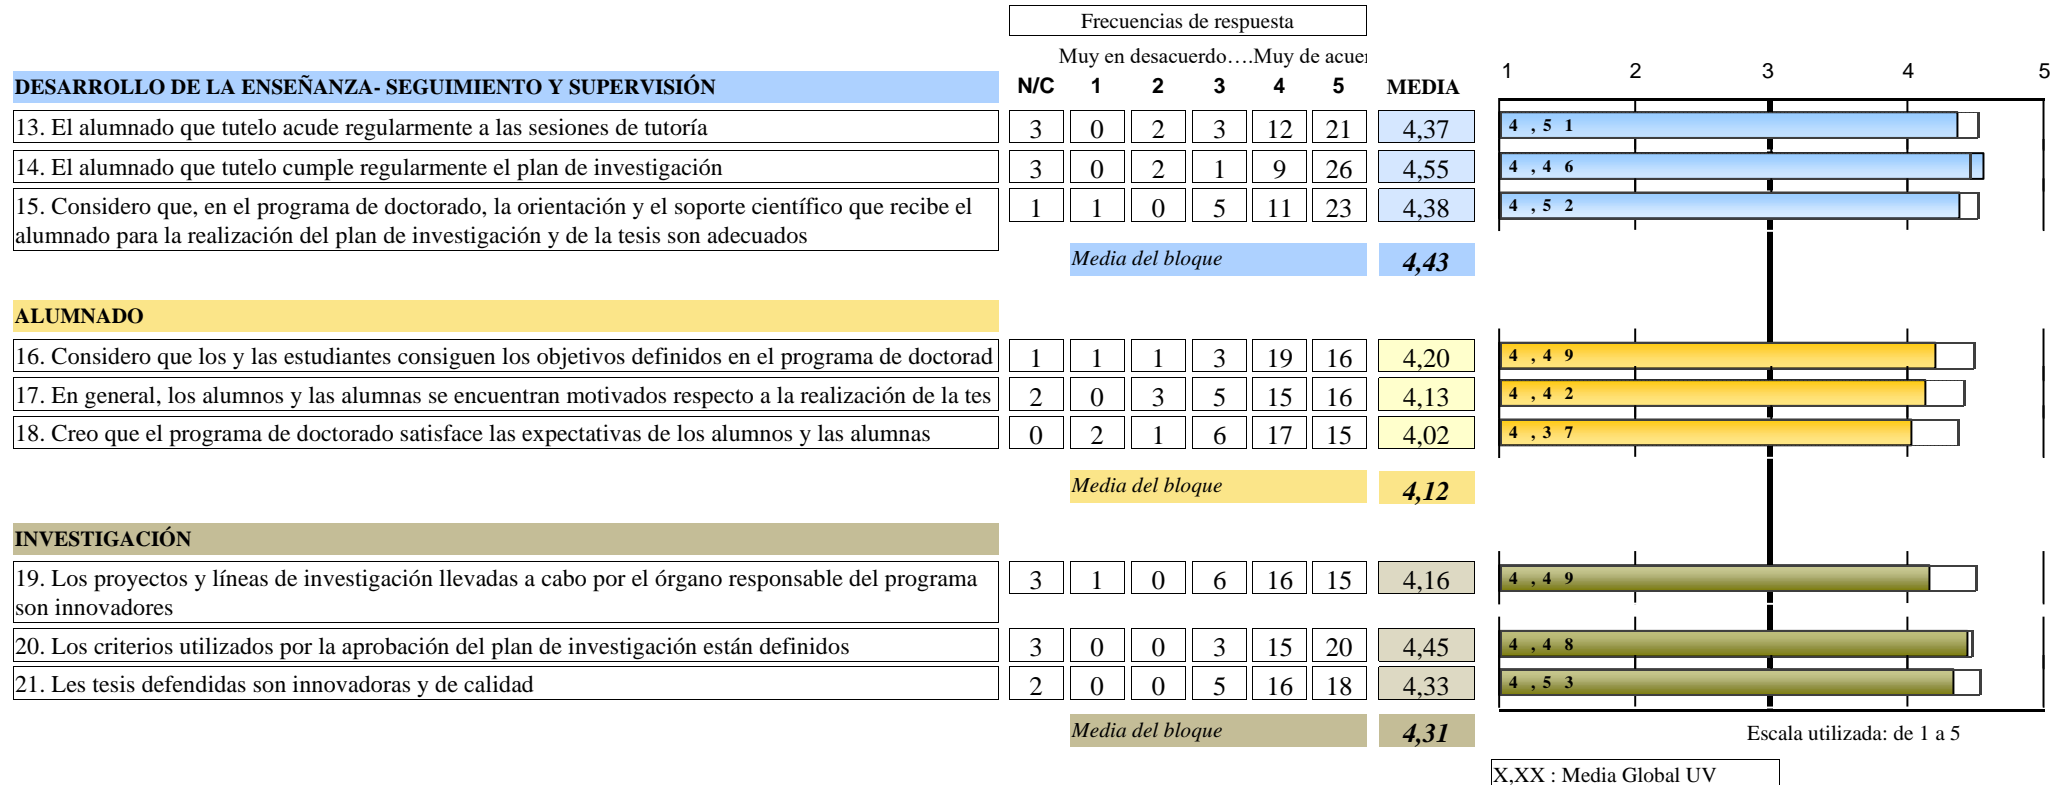 Frecuencias de respuesta
Muy en desacuerdo….Muy de acuer
DESARROLLO DE LA ENSEÑANZA- SEGUIMIENTO Y SUPERVISIÓN N/C 1 2 3 4 5 MEDIA 1 2 3 4 5
13. El alumnado que tutelo acude regularmente a las sesiones de tutoría 3 0 2 3 12 21 4,37 4,51
14. El alumnado que tutelo cumple regularmente el plan de investigación 3 0 2 1 9 26 4,55 4,46
15. Considero que, en el programa de doctorado, la orientación y el soporte científico que recibe el
alumnado para la realización del plan de investigación y de la tesis son adecuados 1 1 0 5 11 23 4,38 4,52
Media del bloque 4,43
ALUMNADO
16. Considero que los y las estudiantes consiguen los objetivos definidos en el programa de doctorad 1 1 1 3 19 16 4,20 4,49
17. En general, los alumnos y las alumnas se encuentran motivados respecto a la realización de la tes 2 0 3 5 15 16 4,13 4,42
18. Creo que el programa de doctorado satisface las expectativas de los alumnos y las alumnas 0 2 1 6 17 15 4,02 4,37
Media del bloque 4,12
INVESTIGACIÓN
19. Los proyectos y líneas de investigación llevadas a cabo por el órgano responsable del programa
son innovadores 3 1 0 6 16 15 4,16 4,49
20. Los criterios utilizados por la aprobación del plan de investigación están definidos 3 0 0 3 15 20 4,45 4,48
21. Les tesis defendidas son innovadoras y de calidad 2 0 0 5 16 18 4,33 4,53
Media del bloque 4,31
Escala utilizada: de 1 a 5
X,XX : Media Global UV